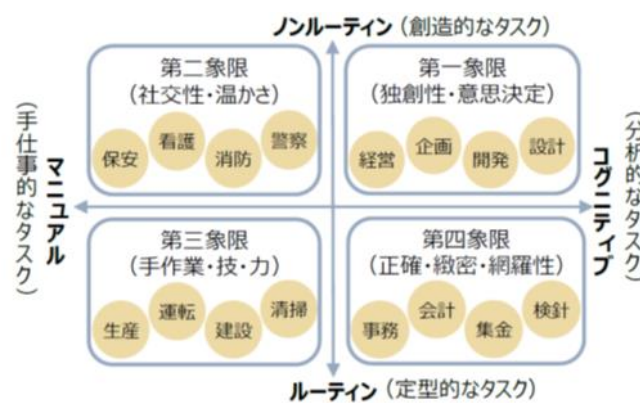 ノンルーティン(創造的なタスク)
第二象限
(社交性・温かさ)
保安
看護
消防
警察
第一象限
(独創性・意思決定)
経営
企画
開発
設計
マニュアル
(手仕事的なタスク)
コグニティブ
(分析的なタスク)
第三象限
(手作業・技・力)
生産
運転
建設
清掃
第四象限
(正確・緻密・網羅性)
事務
会計
集金
検針
ルーティン(定型的なタスク)